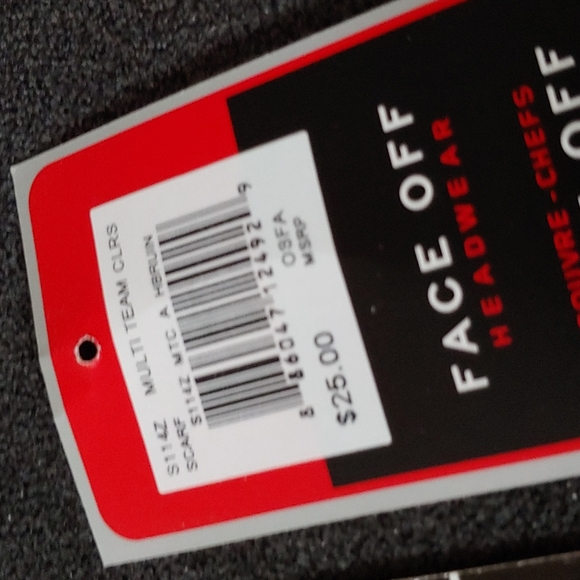 S114Z MULTI TEAM CLRS
SCARF
S114Z MTC A HBRUIN
8 86047 12492 9
OSFA
$25.00 MSRP
FACE OFF
HEADWEAR
COUVRE-CHEFS
OFF